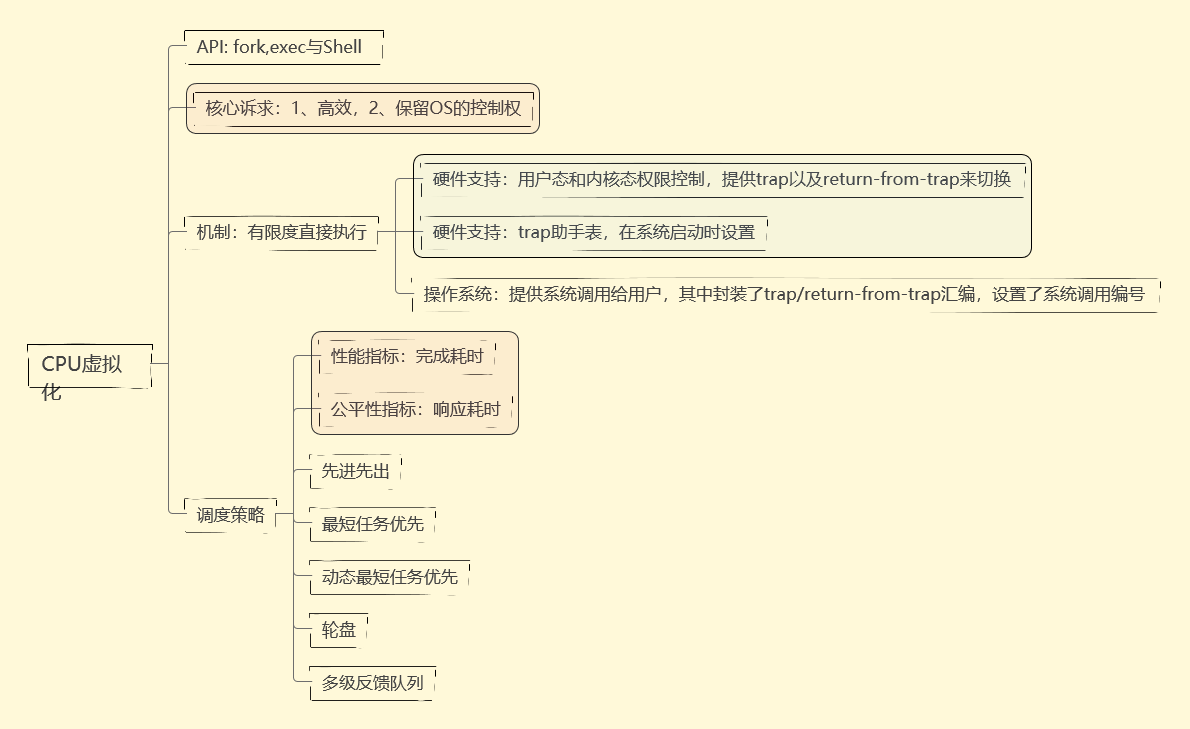 API: fork,exec与Shell
核心诉求：1、高效，2、保留OS的控制权
硬件支持：用户态和内核态权限控制，提供trap以及return-from-trap来切换
机制：有限度直接执行
硬件支持：trap助手表，在系统启动时设置
操作系统：提供系统调用给用户，其中封装了trap/return-from-trap汇编，设置了系统调用编号
CPU虚拟
化
性能指标：完成耗时
公平性指标：响应耗时
先进先出
调度策略
最短任务优先
动态最短任务优先
轮盘
多级反馈队列